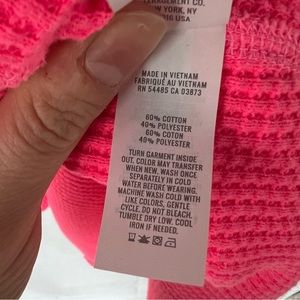 NEW YORK, NY
USA
MADE IN VIETNAM
FABRIQUÉ AU VIETNAM
RN 54485 CA 03873
60% COTTON
40% POLYESTER
60% COTON
40% POLYESTER
TURN GARMENT INSIDE
OUT. COLOR MAY TRANSFER
WHEN NEW, WASH ONCE
SEPARATELY IN COLD
WATER BEFORE WEARING.
MACHINE WASH COLD WITH
LIKE COLORS, GENTLE
CYCLE. DO NOT BLEACH.
TUMBLE DRY LOW. COOL
IRON IF NEEDED.